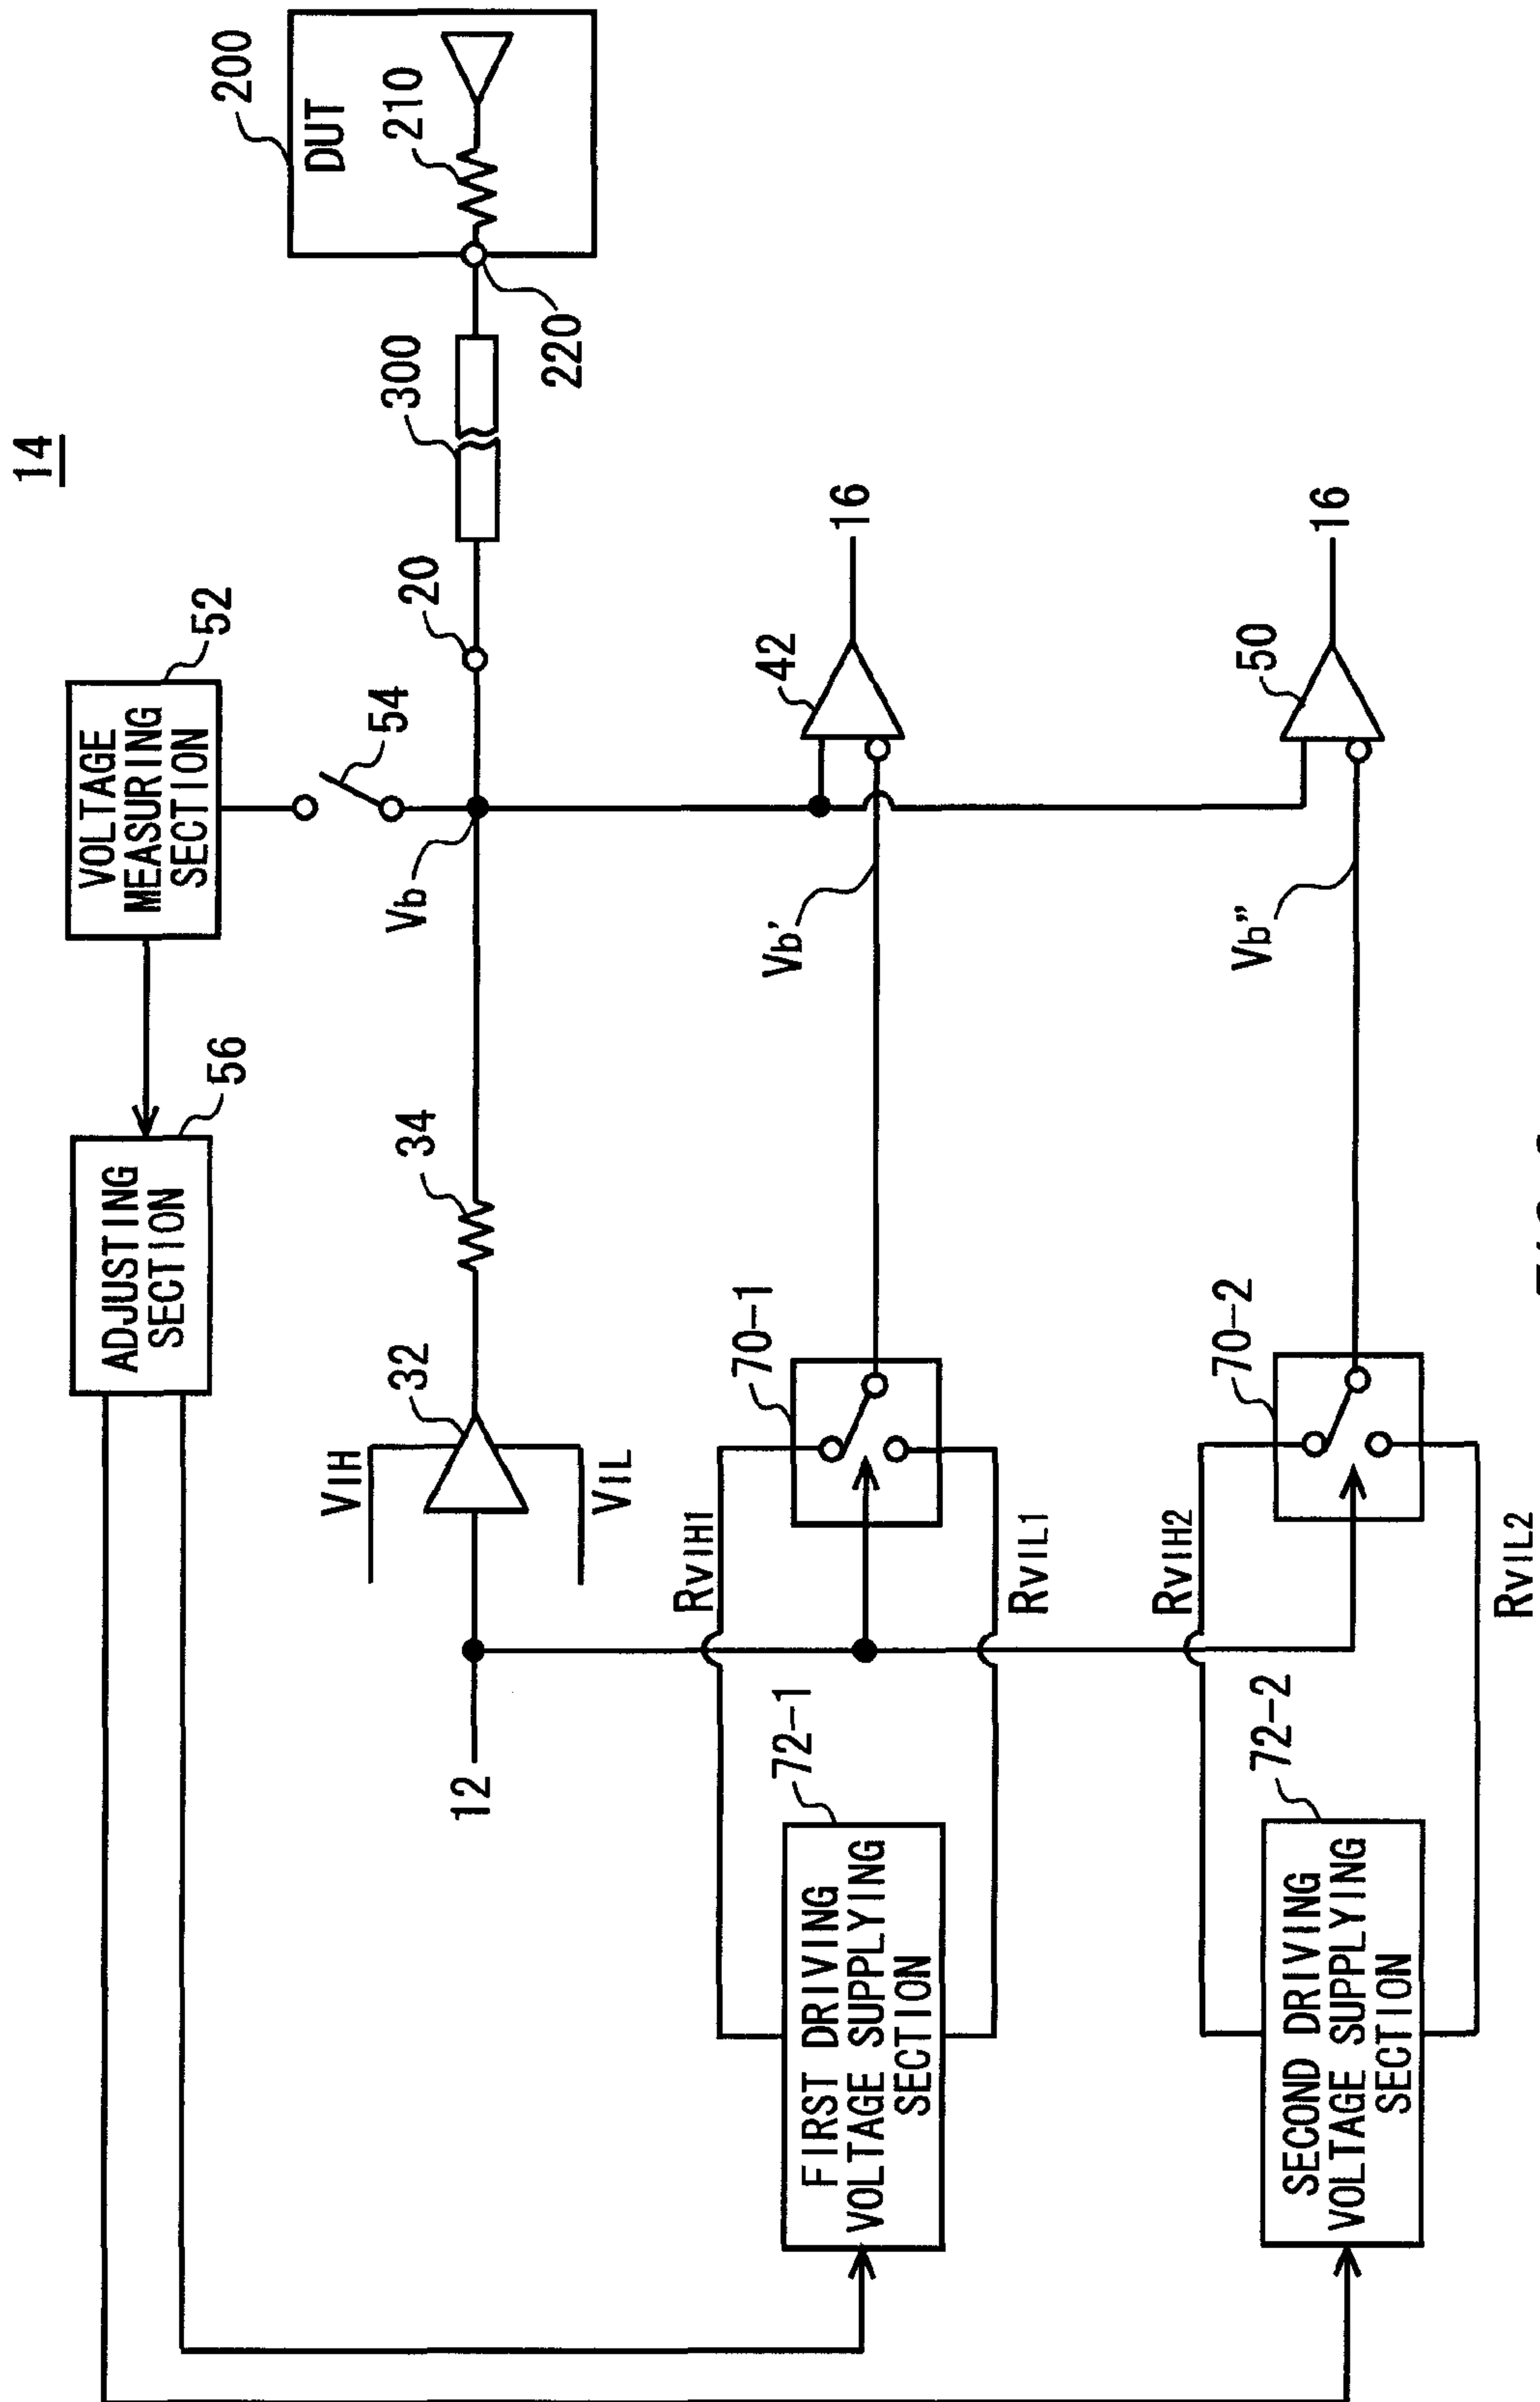 14
VOLTAGE
MEASURING
SECTION
52
54
ADJUSTING
SECTION
56
200
DUT
210
220
300
20
Vb
34
32
VIH
VIL
12
42
16
Vb'
70-1
RVIH1
RVIL1
72-1
FIRST DRIVING
VOLTAGE SUPPLYING
SECTION
50
16
Vb"
70-2
RVIH2
RVIL2
72-2
SECOND DRIVING
VOLTAGE SUPPLYING
SECTION